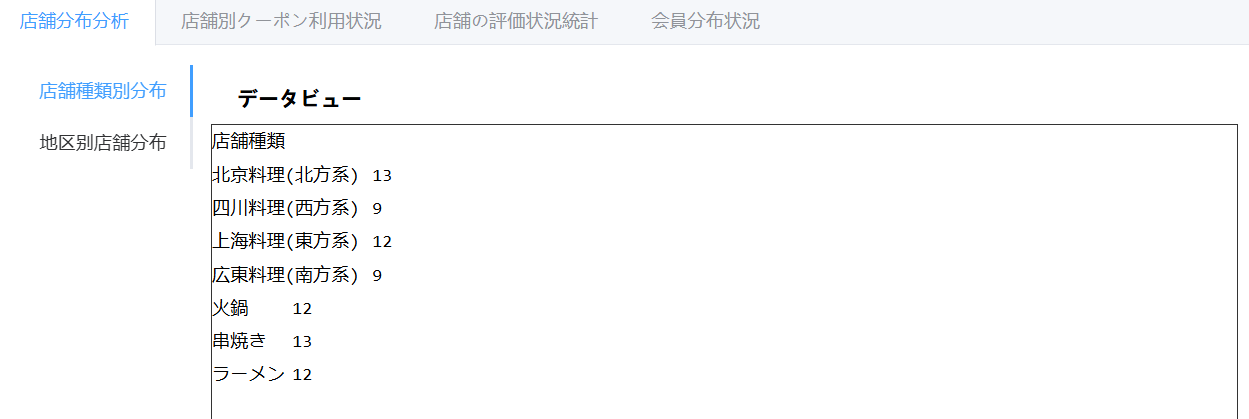 店舗分布分析 店舗別クーポン利用状況 店舗の評価状況統計 会員分布状況
店舗種類別分布
地区別店舗分布
データビュー
店舗種類
北京料理(北方系) 13
四川料理(西方系) 9
上海料理(東方系) 12
広東料理(南方系) 9
火鍋 12
串焼き 13
ラーメン 12